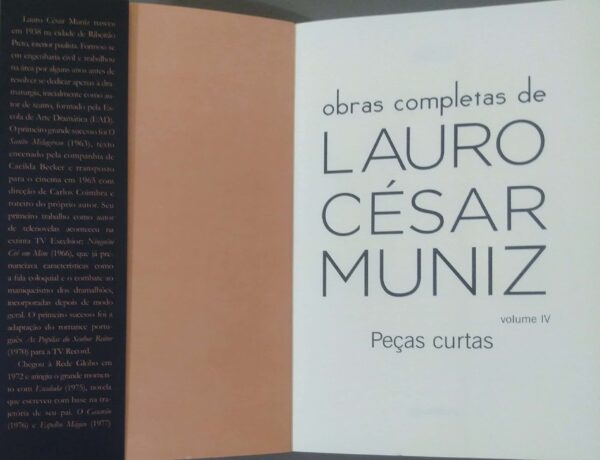 Lauro César Muniz nasceu
em 1938 na cidade de Ribeirão
Preto, interior paulista. Formou-se
em engenharia civil e trabalhou
na área por alguns anos antes de
resolver se dedicar apenas à dra-
maturgia, inicialmente como au-
tor de teatro, formado pela Es-
cola de Arte Dramática (EAD).
O primeiro grande sucesso foi O
Santo Milagroso (1963), texto
encenado pela companhia de
Cacilda Becker e transposto
para o cinema em 1965 com
direção de Carlos Coimbra e
roteiro do próprio autor. Seu
primeiro trabalho como autor
de telenovelas aconteceu na
extinta TV Excelsior: Ninguém
Crê em Mim (1966), que já pre-
nunciava características como
a fala coloquial e o combate ao
maniqueísmo dos dramalhões,
incorporadas depois de modo
geral. O primeiro sucesso foi a
adaptação do romance portu-
guês As Pupilas do Senhor Reitor
(1970) para a TV Record.
Chegou à Rede Globo em
1972 e atingiu o grande momen-
to com Escalada (1975), novela
que escreveu com base na tra-
jetória de seu pai. O Casarão
(1976) e Espelho Mágico (1977)
obras completas de
LAURO
CÉSAR
MUNIZ
volume IV
Peças curtas